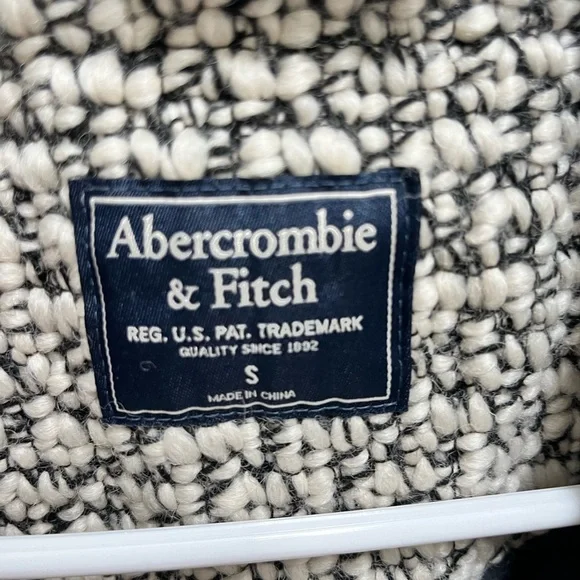 Abercrombie
& Fitch
REG. U.S. PAT. TRADEMARK
QUALITY SINCE 1892
S
MADE IN CHINA